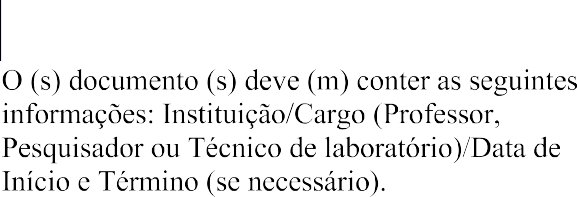 O (s) documento (s) deve (m) conter as seguintes
informações: Instituição/Cargo (Professor,
Pesquisador ou Técnico de laboratório)/Data de
Início e Término (se necessário).